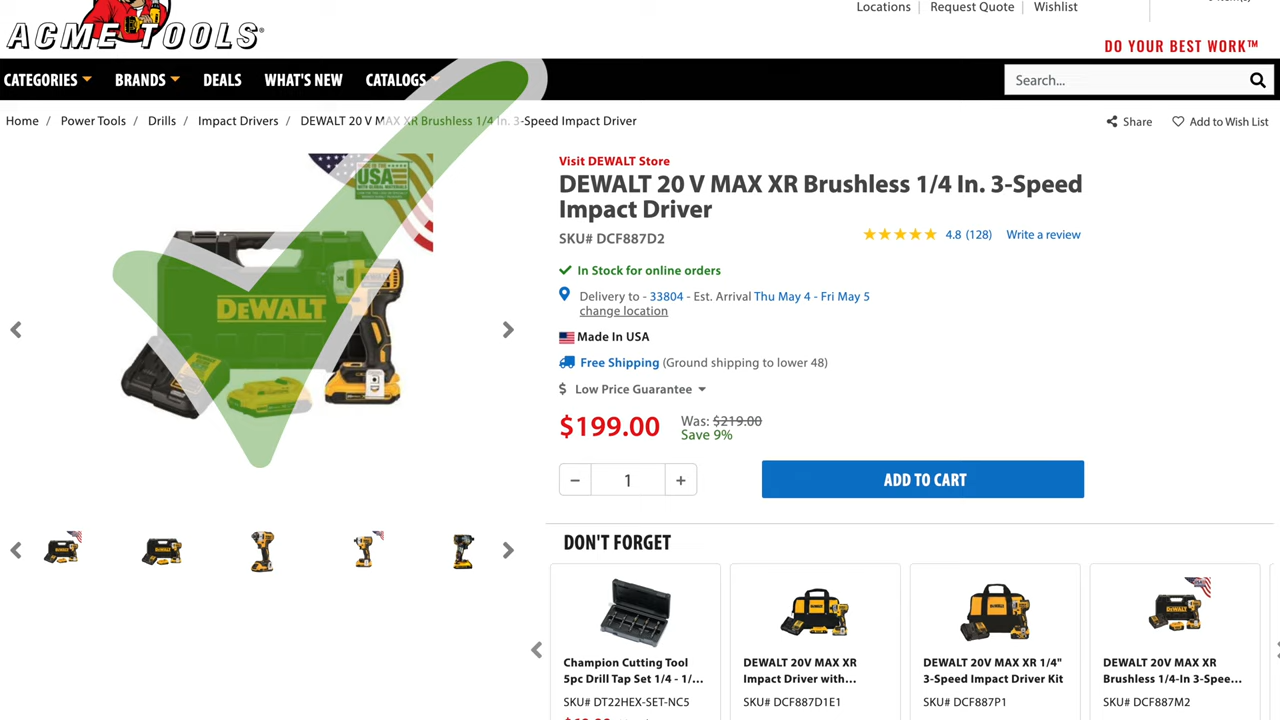 ACME TOOLS
Locations
Request Quote
Wishlist
DO YOUR BEST WORK™
CATEGORIES
BRANDS
DEALS
WHAT'S NEW
CATALOGS
Search...
Home / Power Tools / Drills / Impact Drivers / DEWALT 20 V MAX XR Brushless 1/4 In. 3-Speed Impact Driver
Share
Add to Wish List
USA
DEWALT
Visit DEWALT Store
DEWALT 20 V MAX XR Brushless 1/4 In. 3-Speed
Impact Driver
SKU# DCF887D2
4.8 (128)
Write a review
In Stock for online orders
Delivery to - 33804 - Est. Arrival Thu May 4 - Fri May 5
change location
Made In USA
Free Shipping (Ground shipping to lower 48)
$ Low Price Guarantee
$199.00
Was: $219.00
Save 9%
− 1 +
ADD TO CART
DON'T FORGET
Champion Cutting Tool
5pc Drill Tap Set 1/4 - 1/...
SKU# DT22HEX-SET-NC5
DEWALT 20V MAX XR
Impact Driver with...
SKU# DCF887D1E1
DEWALT 20V MAX XR 1/4"
3-Speed Impact Driver Kit
SKU# DCF887P1
DEWALT 20V MAX XR
Brushless 1/4-In 3-Spee...
SKU# DCF887M2